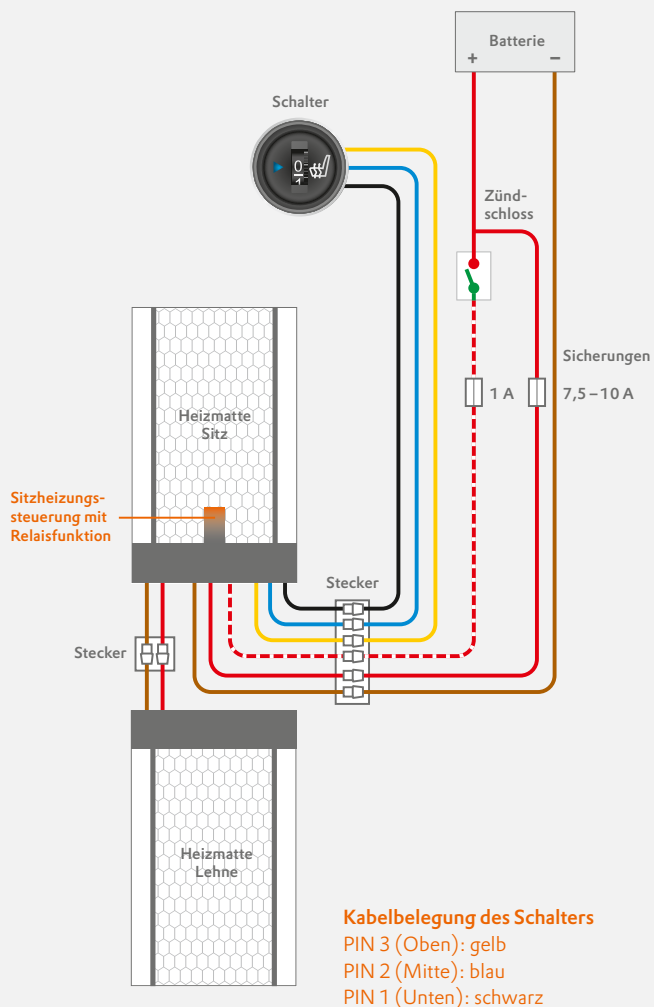 Batterie
+ −
Schalter
0
1
Zünd-
schloss
Sicherungen
1 A
7,5 – 10 A
Heizmatte
Sitz
Sitzheizungs-
steuerung mit
Relaisfunktion
Stecker
Stecker
Heizmatte
Lehne
Kabelbelegung des Schalters
PIN 3 (Oben): gelb
PIN 2 (Mitte): blau
PIN 1 (Unten): schwarz